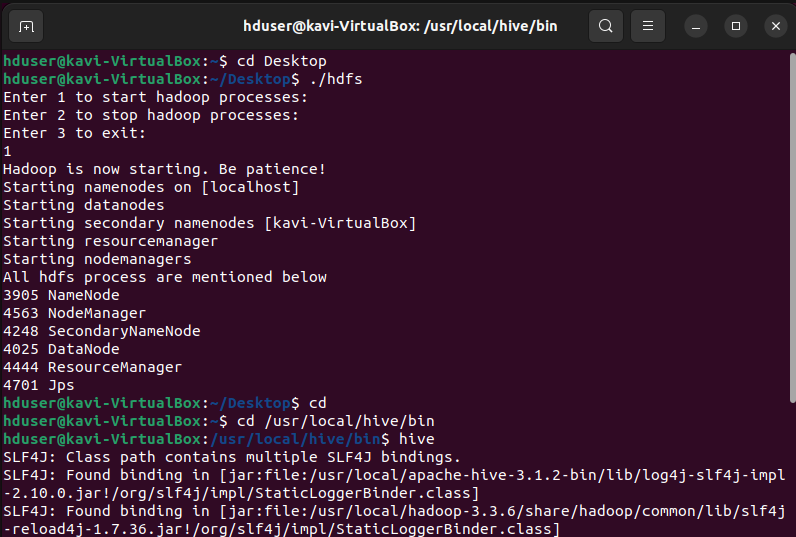 hduser@kavi-VirtualBox: /usr/local/hive/bin
hduser@kavi-VirtualBox:~$ cd Desktop
hduser@kavi-VirtualBox:~/Desktop$ ./hdfs
Enter 1 to start hadoop processes:
Enter 2 to stop hadoop processes:
Enter 3 to exit:
1
Hadoop is now starting. Be patience!
Starting namenodes on [localhost]
Starting datanodes
Starting secondary namenodes [kavi-VirtualBox]
Starting resourcemanager
Starting nodemanagers
All hdfs process are mentioned below
3905 NameNode
4563 NodeManager
4248 SecondaryNameNode
4025 DataNode
4444 ResourceManager
4701 Jps
hduser@kavi-VirtualBox:~/Desktop$ cd
hduser@kavi-VirtualBox:~$ cd /usr/local/hive/bin
hduser@kavi-VirtualBox:/usr/local/hive/bin$ hive
SLF4J: Class path contains multiple SLF4J bindings.
SLF4J: Found binding in [jar:file:/usr/local/apache-hive-3.1.2-bin/lib/log4j-slf4j-impl
-2.10.0.jar!/org/slf4j/impl/StaticLoggerBinder.class]
SLF4J: Found binding in [jar:file:/usr/local/hadoop-3.3.6/share/hadoop/common/lib/slf4j
-reload4j-1.7.36.jar!/org/slf4j/impl/StaticLoggerBinder.class]